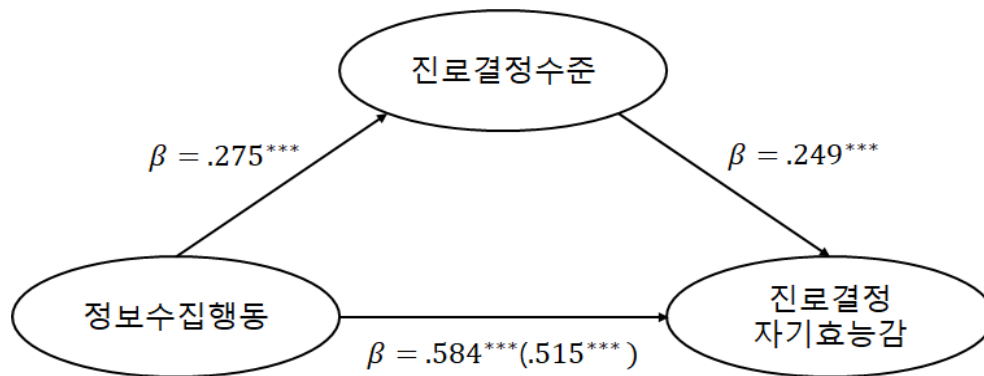 진로결정수준
β = .275***
β = .249***
정보수집행동
진로결정
자기효능감
β = .584***(.515***)